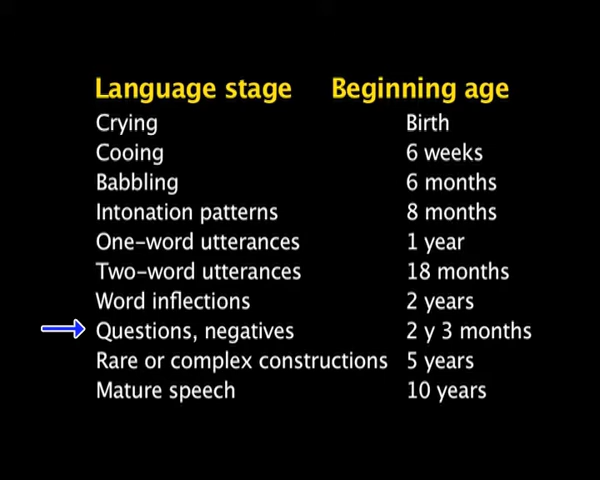 Language stage Beginning age
Crying Birth
Cooing 6 weeks
Babbling 6 months
Intonation patterns 8 months
One-word utterances 1 year
Two-word utterances 18 months
Word inflections 2 years
Questions, negatives 2 y 3 months
Rare or complex constructions 5 years
Mature speech 10 years